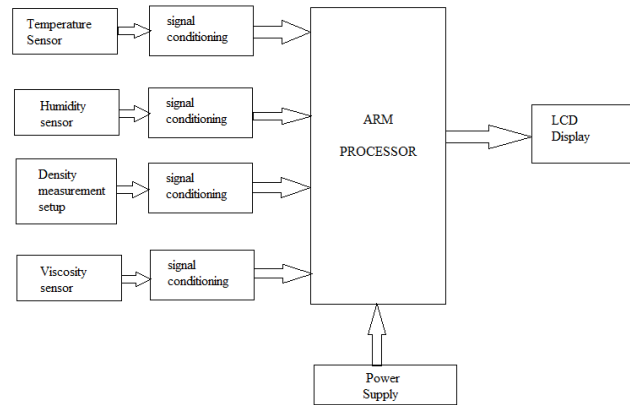 Temperature
Sensor
signal
conditioning
Humidity
sensor
signal
conditioning
Density
measurement
setup
signal
conditioning
Viscosity
sensor
signal
conditioning
ARM
PROCESSOR
LCD
Display
Power
Supply